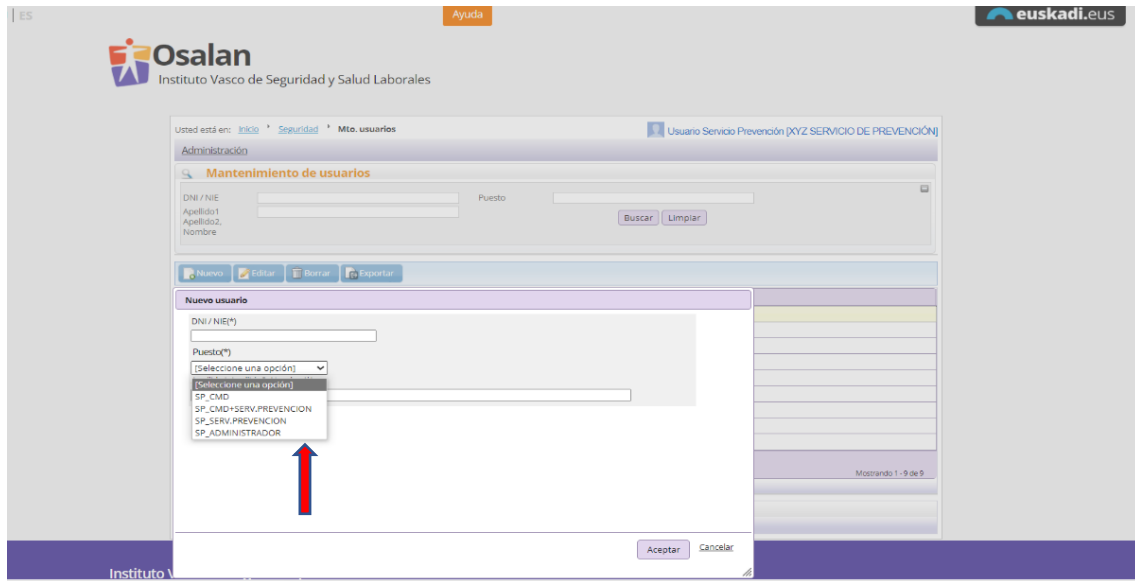 ES
Ayuda
euskadi.eus
Osalan
Instituto Vasco de Seguridad y Salud Laborales
Usted está en: Inicio Seguridad Mto. usuarios
Usuario Servicio Prevención [XYZ SERVICIO DE PREVENCIÓN]
Administración
Mantenimiento de usuarios
DNI / NIE
Puesto
Apellido1
Apellido2,
Nombre
Buscar Limpiar
Nuevo Editar Borrar Exportar
Nuevo usuario
DNI / NIE(*)
Puesto(*)
[Seleccione una opción]
[Seleccione una opción]
SP_CMD
SP_CMD+SERV.PREVENCION
SP_SERV.PREVENCION
SP_ADMINISTRADOR
Mostrando 1 - 9 de 9
Aceptar Cancelar
Instituto